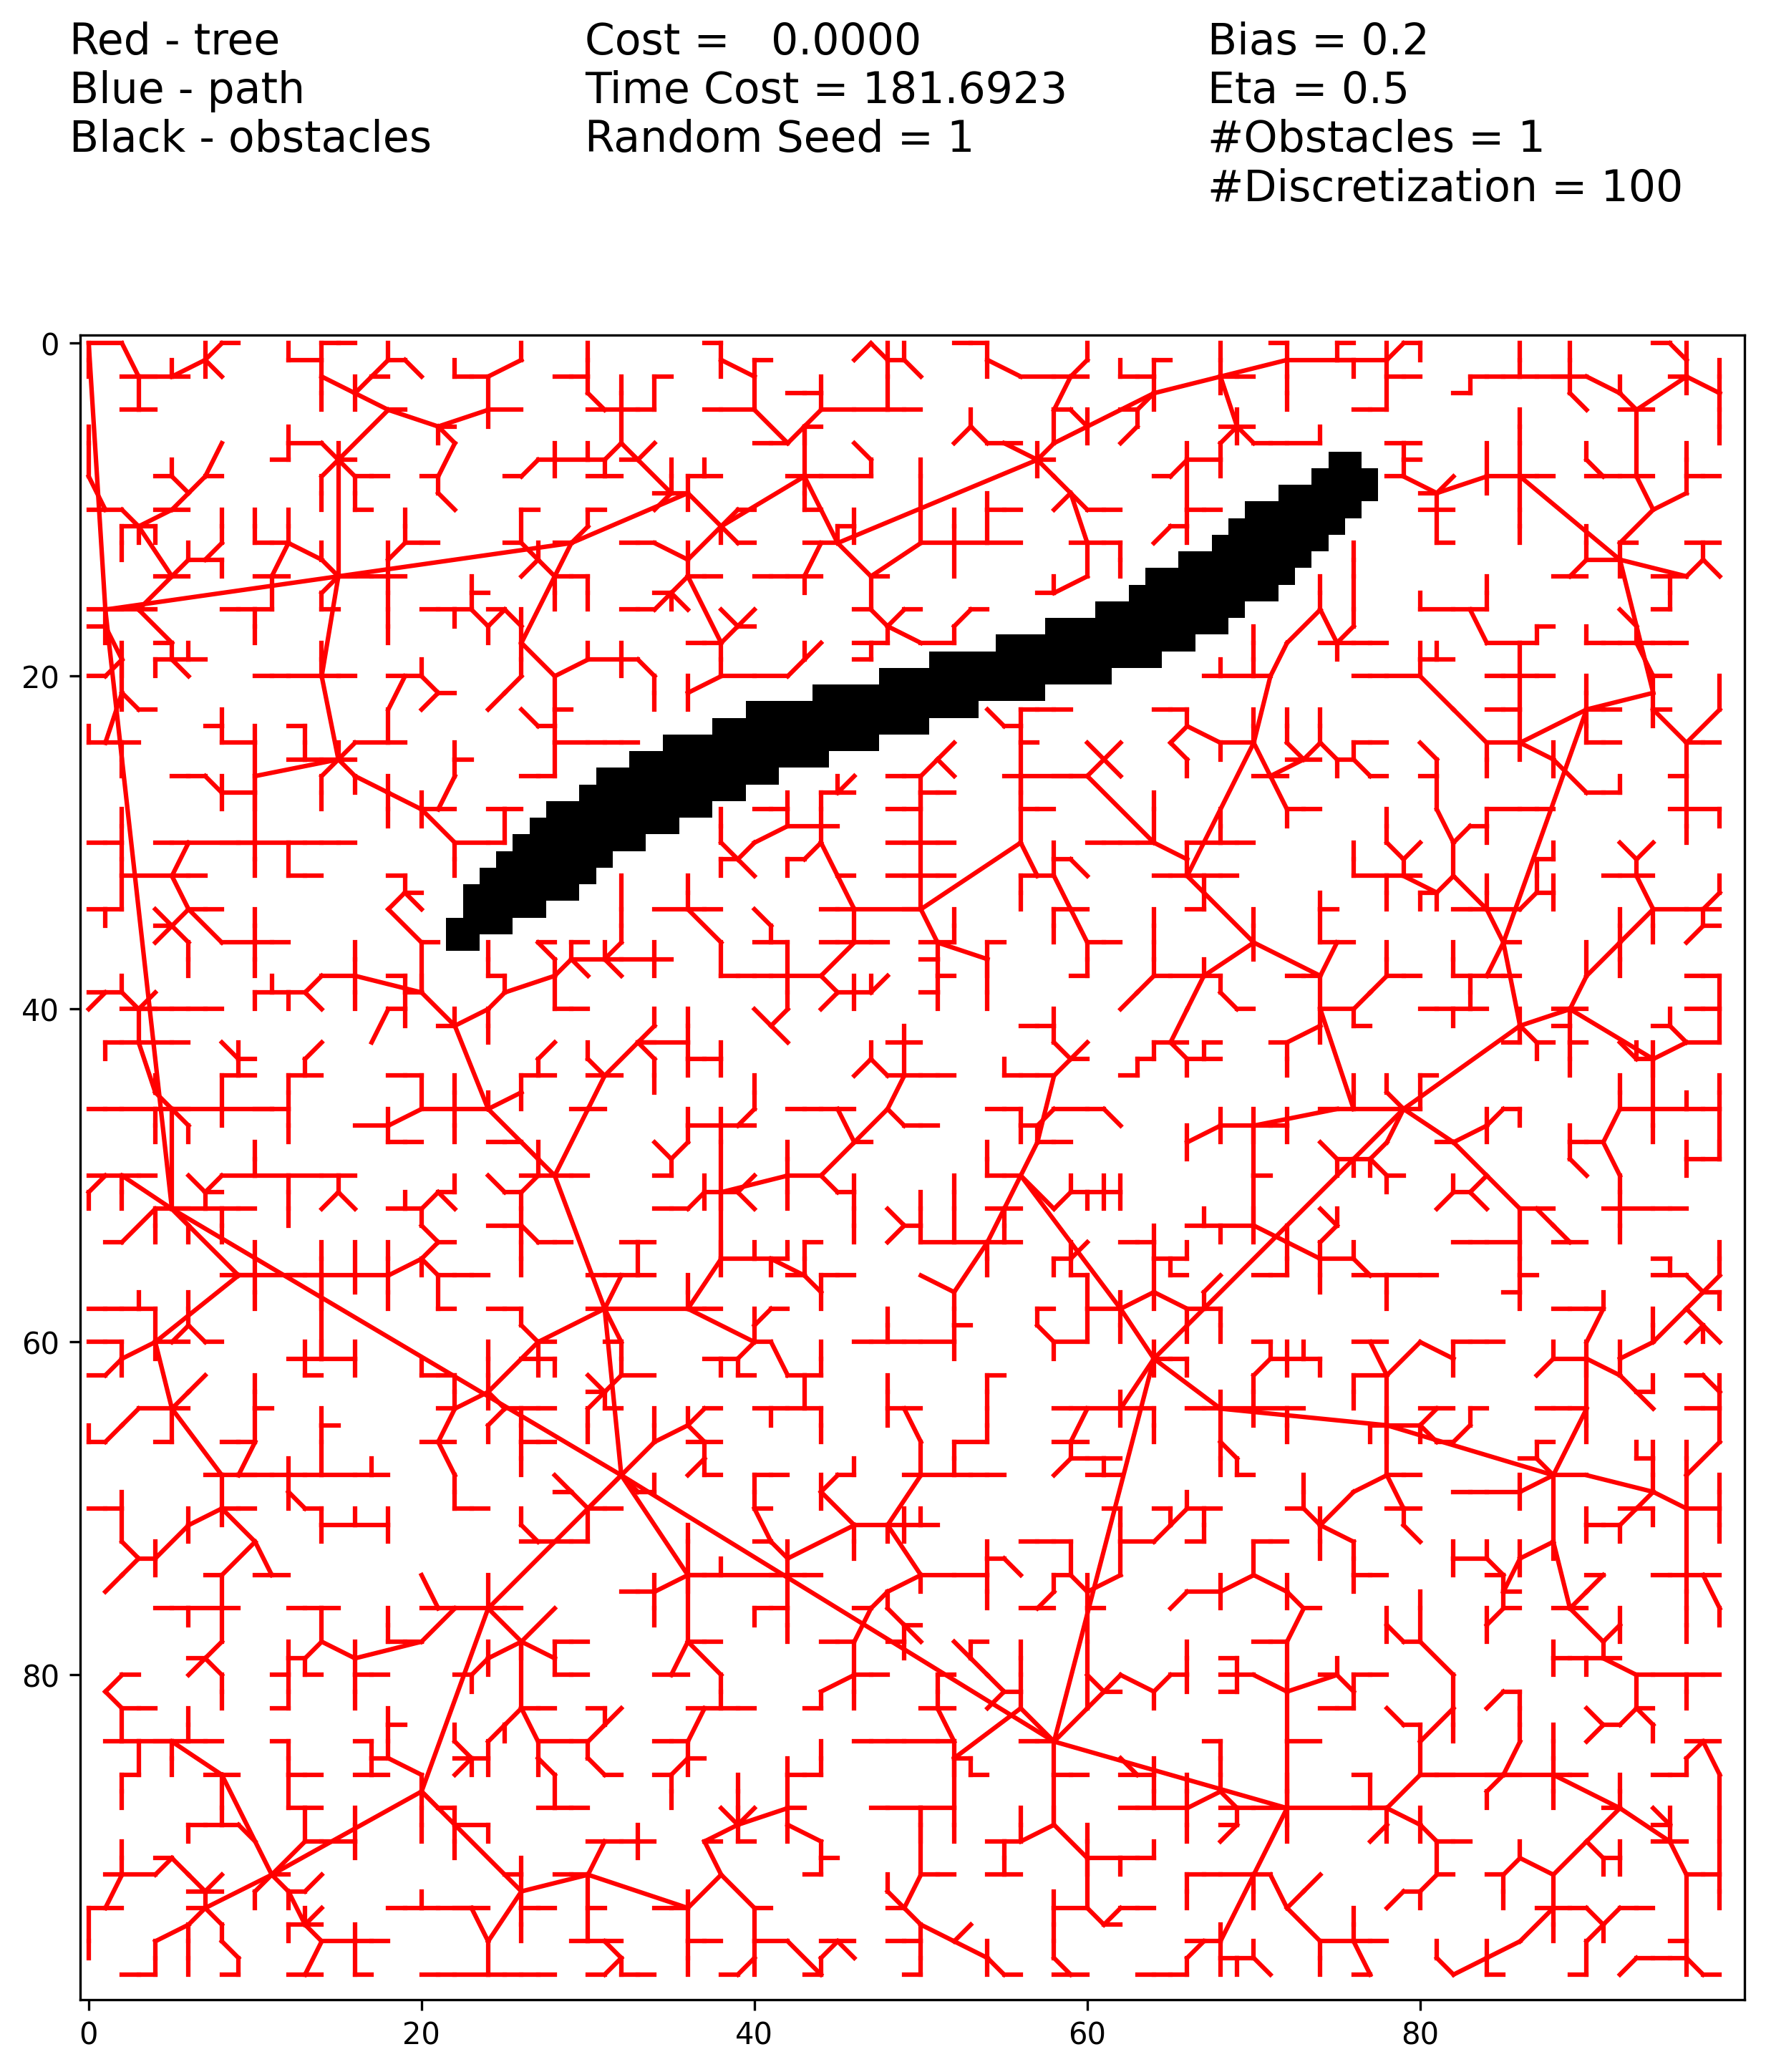 Red - tree
Blue - path
Black - obstacles
Cost = 0.0000
Time Cost = 181.6923
Random Seed = 1
Bias = 0.2
Eta = 0.5
#Obstacles = 1
#Discretization = 100
0
20
40
60
80
0
20
40
60
80